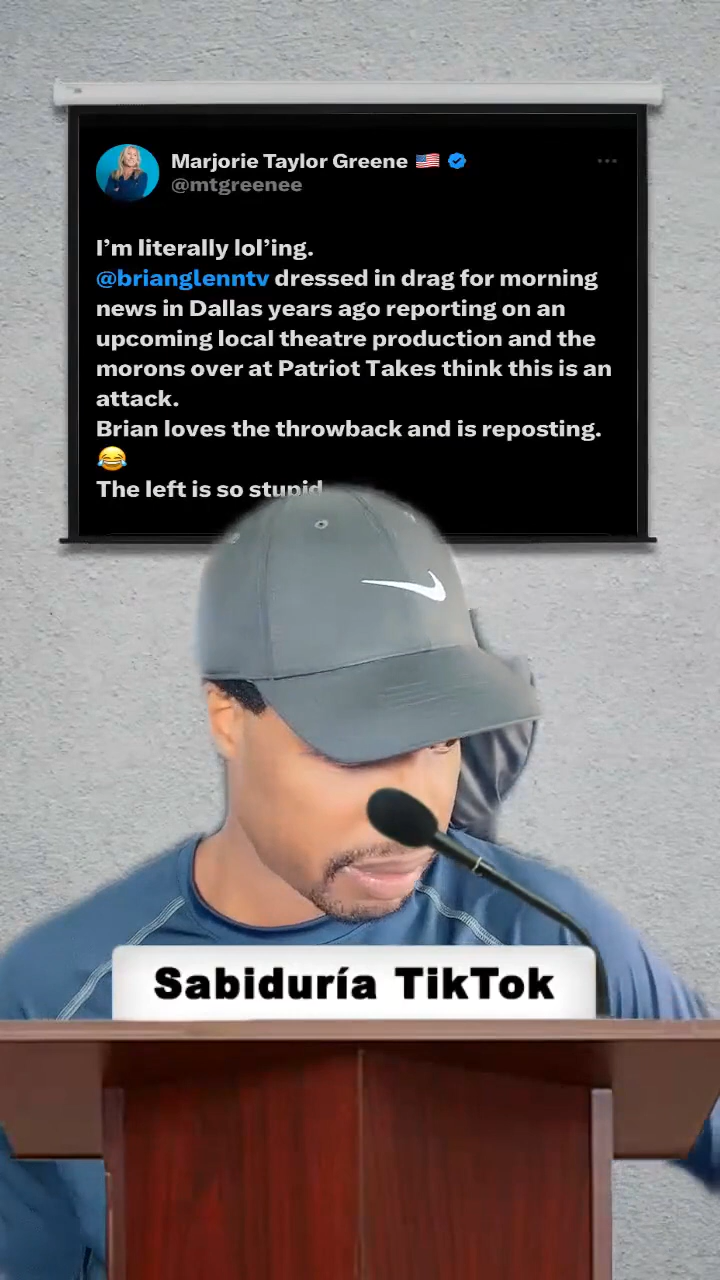 Marjorie Taylor Greene 🇺🇸
@mtgreenee
I'm literally lol'ing.
@brianglenntv dressed in drag for morning
news in Dallas years ago reporting on an
upcoming local theatre production and the
morons over at Patriot Takes think this is an
attack.
Brian loves the throwback and is reposting.
😂
The left is so stupid
Sabiduría TikTok